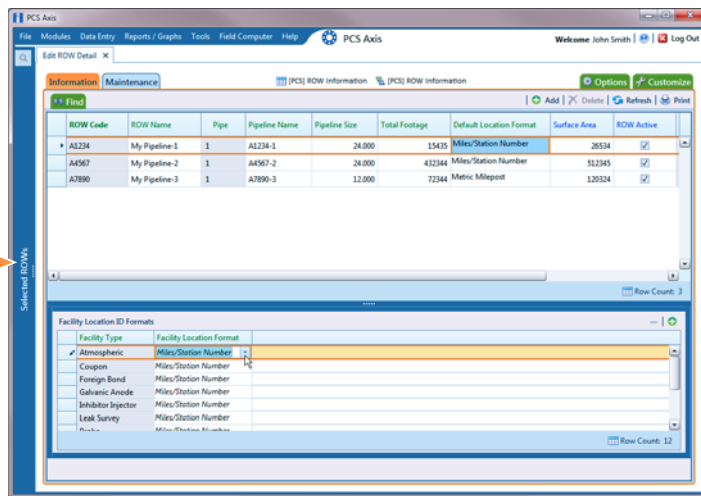 PCS Axis
File Modules Data Entry Reports / Graphs Tools Field Computer Help PCS Axis Welcome John Smith Log Out
Edit ROW Detail
Information Maintenance [PCS] ROW Information [PCS] ROW Information Options Customize
Find Add Delete Refresh Print
ROW Code ROW Name Pipe Pipeline Name Pipeline Size Total Footage Default Location Format Surface Area ROW Active
A1234 My Pipeline-1 1 A1234-1 24.000 15435 Miles/Station Number 26534
A4567 My Pipeline-2 1 A4567-2 24.000 432344 Miles/Station Number 512345
A7890 My Pipeline-3 1 A7890-3 12.000 72344 Metric Milepost 120324
Selected ROWs
Row Count: 3
Facility Location ID Formats
Facility Type Facility Location Format
Atmospheric Miles/Station Number
Coupon Miles/Station Number
Foreign Bond Miles/Station Number
Galvanic Anode Miles/Station Number
Inhibitor Injector Miles/Station Number
Leak Survey Miles/Station Number
Miles/Station Number
Row Count: 12